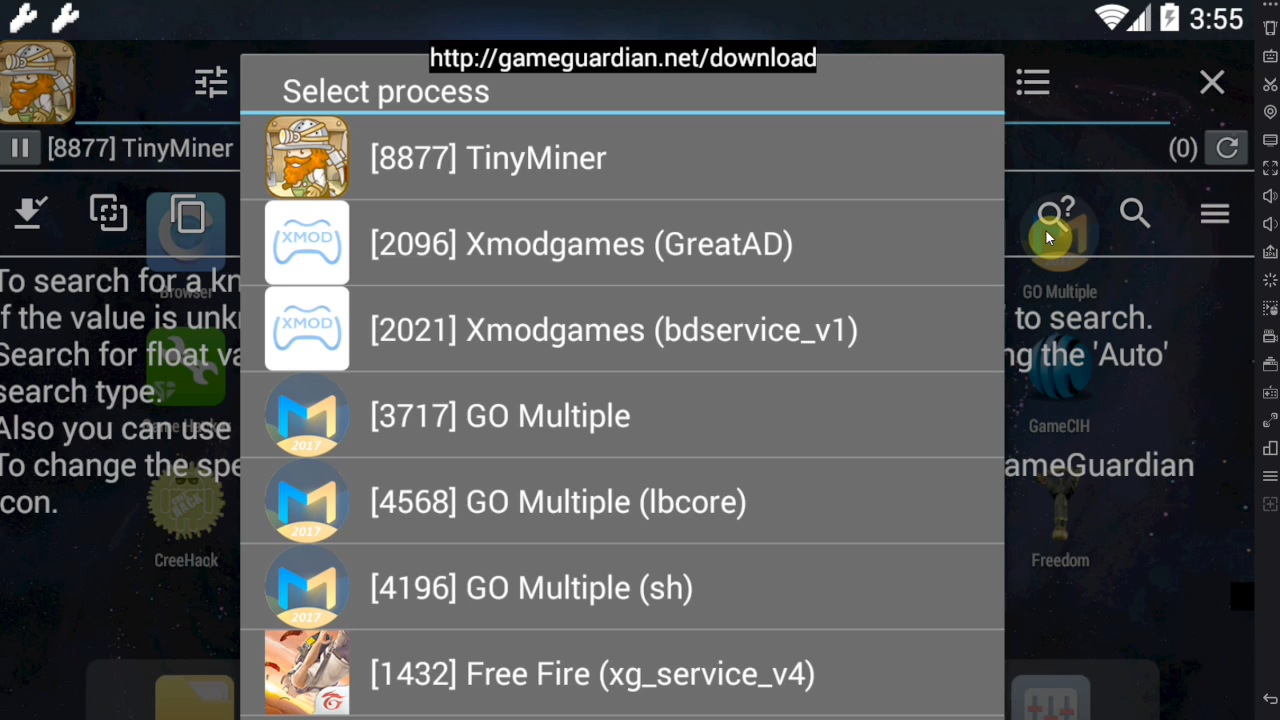 3:55
http://gameguardian.net/download
Select process
[8877] TinyMiner
(0)
[8877] TinyMiner
XMOD
[2096] Xmodgames (GreatAD)
XMOD
[2021] Xmodgames (bdservice_v1)
2017
[3717] GO Multiple
2017
[4568] GO Multiple (lbcore)
2017
[4196] GO Multiple (sh)
[1432] Free Fire (xg_service_v4)
To search for a kn
Browser
GO Multiple
f the value is unk
to search.
Search for float va
ng the 'Auto'
search type.
Also you can use
GameCIH
To change the spe
ameGuardian
con.
CreeHack
Freedom